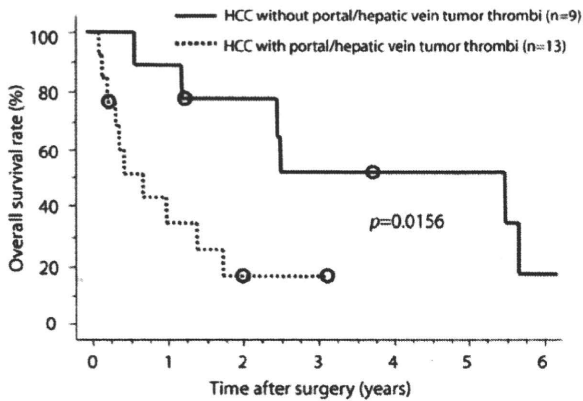 HCC without portal/hepatic vein tumor thrombi (n=9)
HCC with portal/hepatic vein tumor thrombi (n=13)
Overall survival rate (%)
100
80
60
40
20
0
p=0.0156
0 1 2 3 4 5 6
Time after surgery (years)